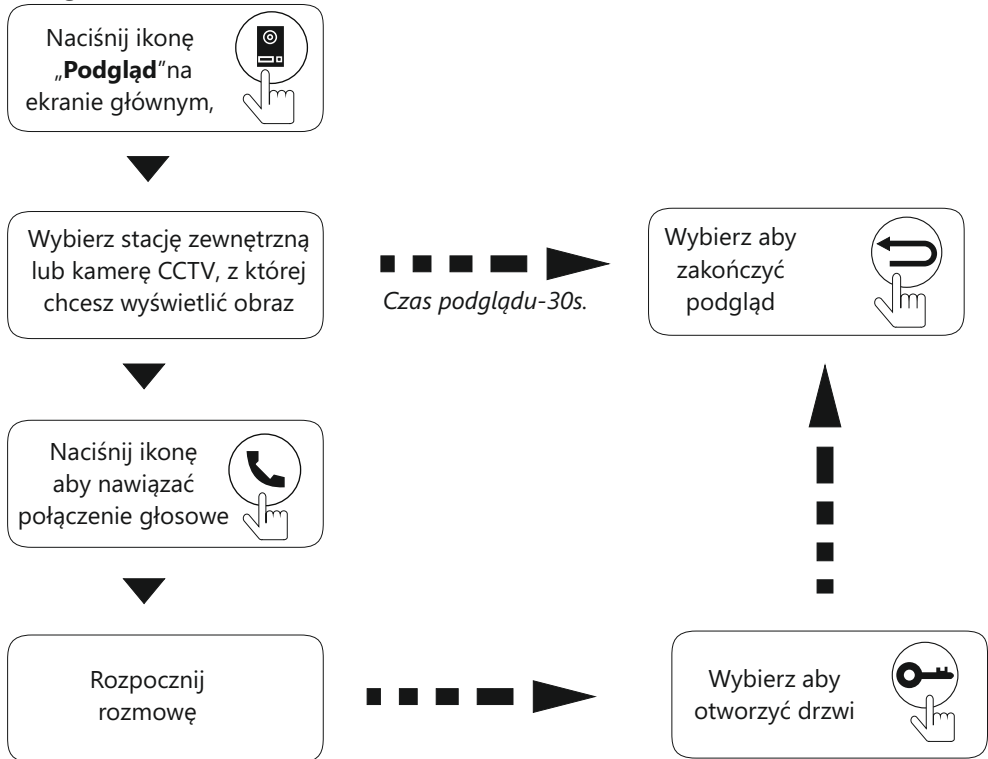 Naciśnij ikonę
„Podgląd"na
ekranie głównym,
Wybierz stację zewnętrzną
lub kamerę CCTV, z której
chcesz wyświetlić obraz
Czas podglądu-30s.
Wybierz aby
zakończyć
podgląd
Naciśnij ikonę
aby nawiązać
połączenie głosowe
Rozpocznij
rozmowę
Wybierz aby
otworzyć drzwi